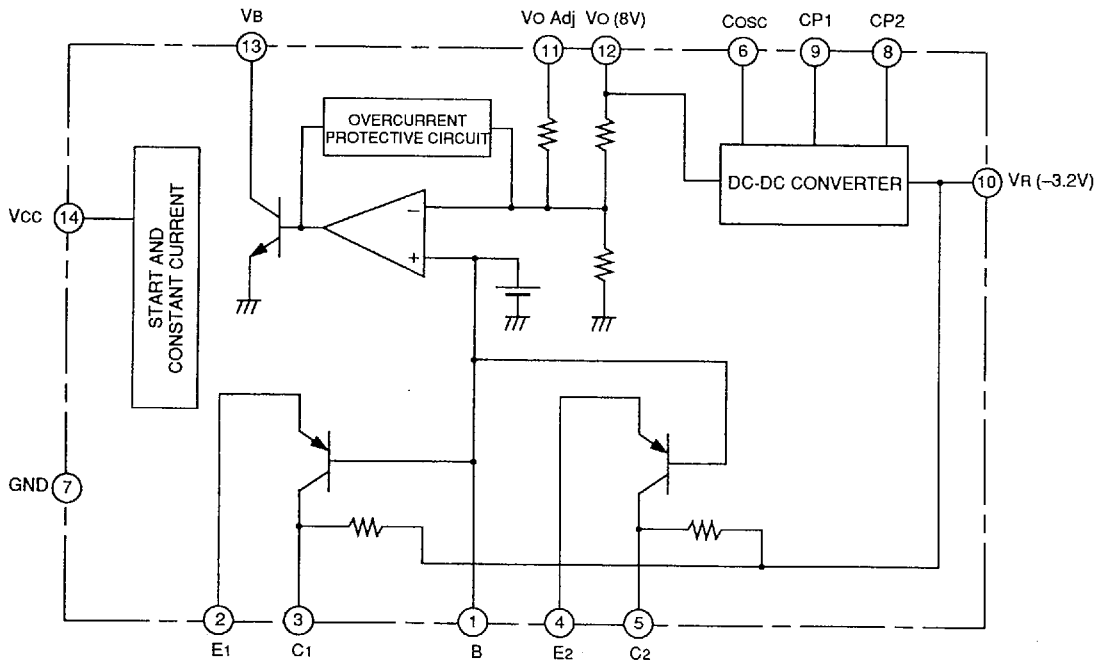 VB
VO Adj
VO (8V)
COSC
CP1
CP2
13
11
12
6
9
8
OVERCURRENT
PROTECTIVE CIRCUIT
DC-DC CONVERTER
10
VR (–3.2V)
VCC
14
START AND
CONSTANT CURRENT
–
+
GND
7
2
3
1
4
5
E1
C1
B
E2
C2